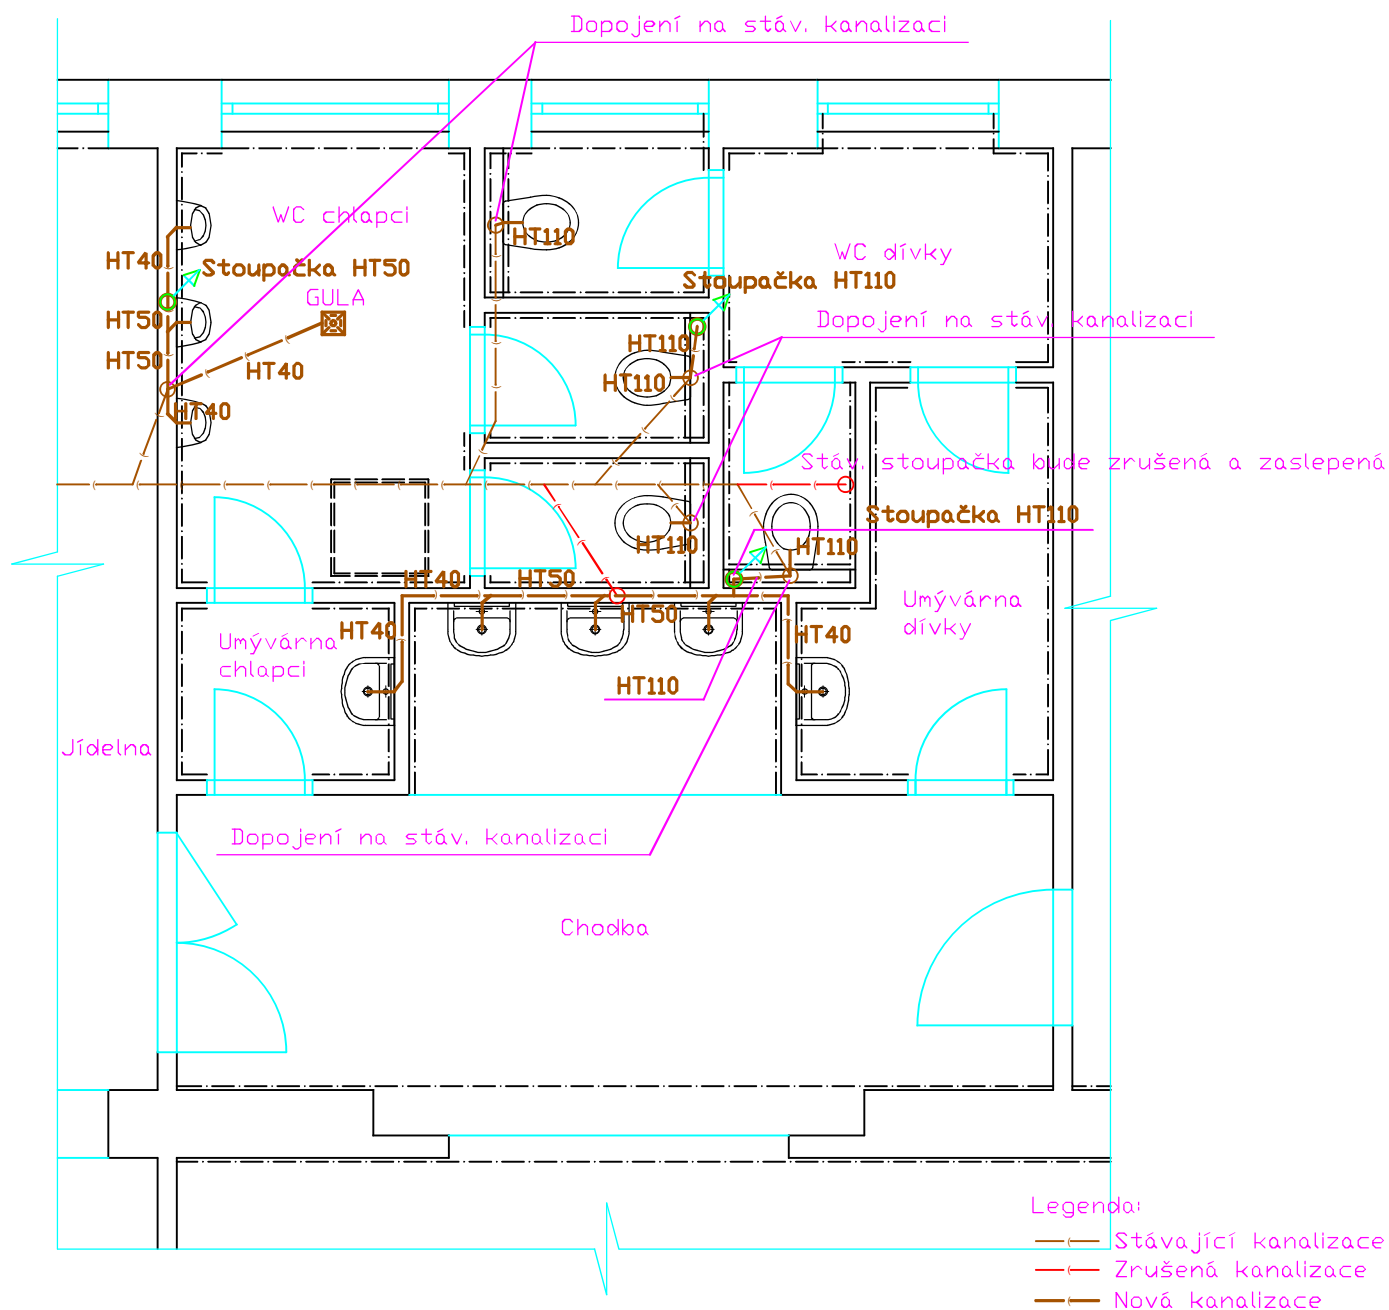 Dopojení na stáv. kanalizaci
WC chlapci
HT110
WC dívky
HT40
Stoupačka HT50
GULA
Stoupačka HT110
HT50
Dopojení na stáv. kanalizaci
HT110
HT50
HT40
HT110
HT40
Stáv. stoupačka bude zrušená a zaslepená
Stoupačka HT110
HT110
HT110
HT40
HT50
Umývárna
dívky
HT50
HT40
HT40
Umývárna
chlapci
HT110
Jídelna
Dopojení na stáv. kanalizaci
Chodba
Legenda:
Stávající kanalizace
Zrušená kanalizace
Nová kanalizace